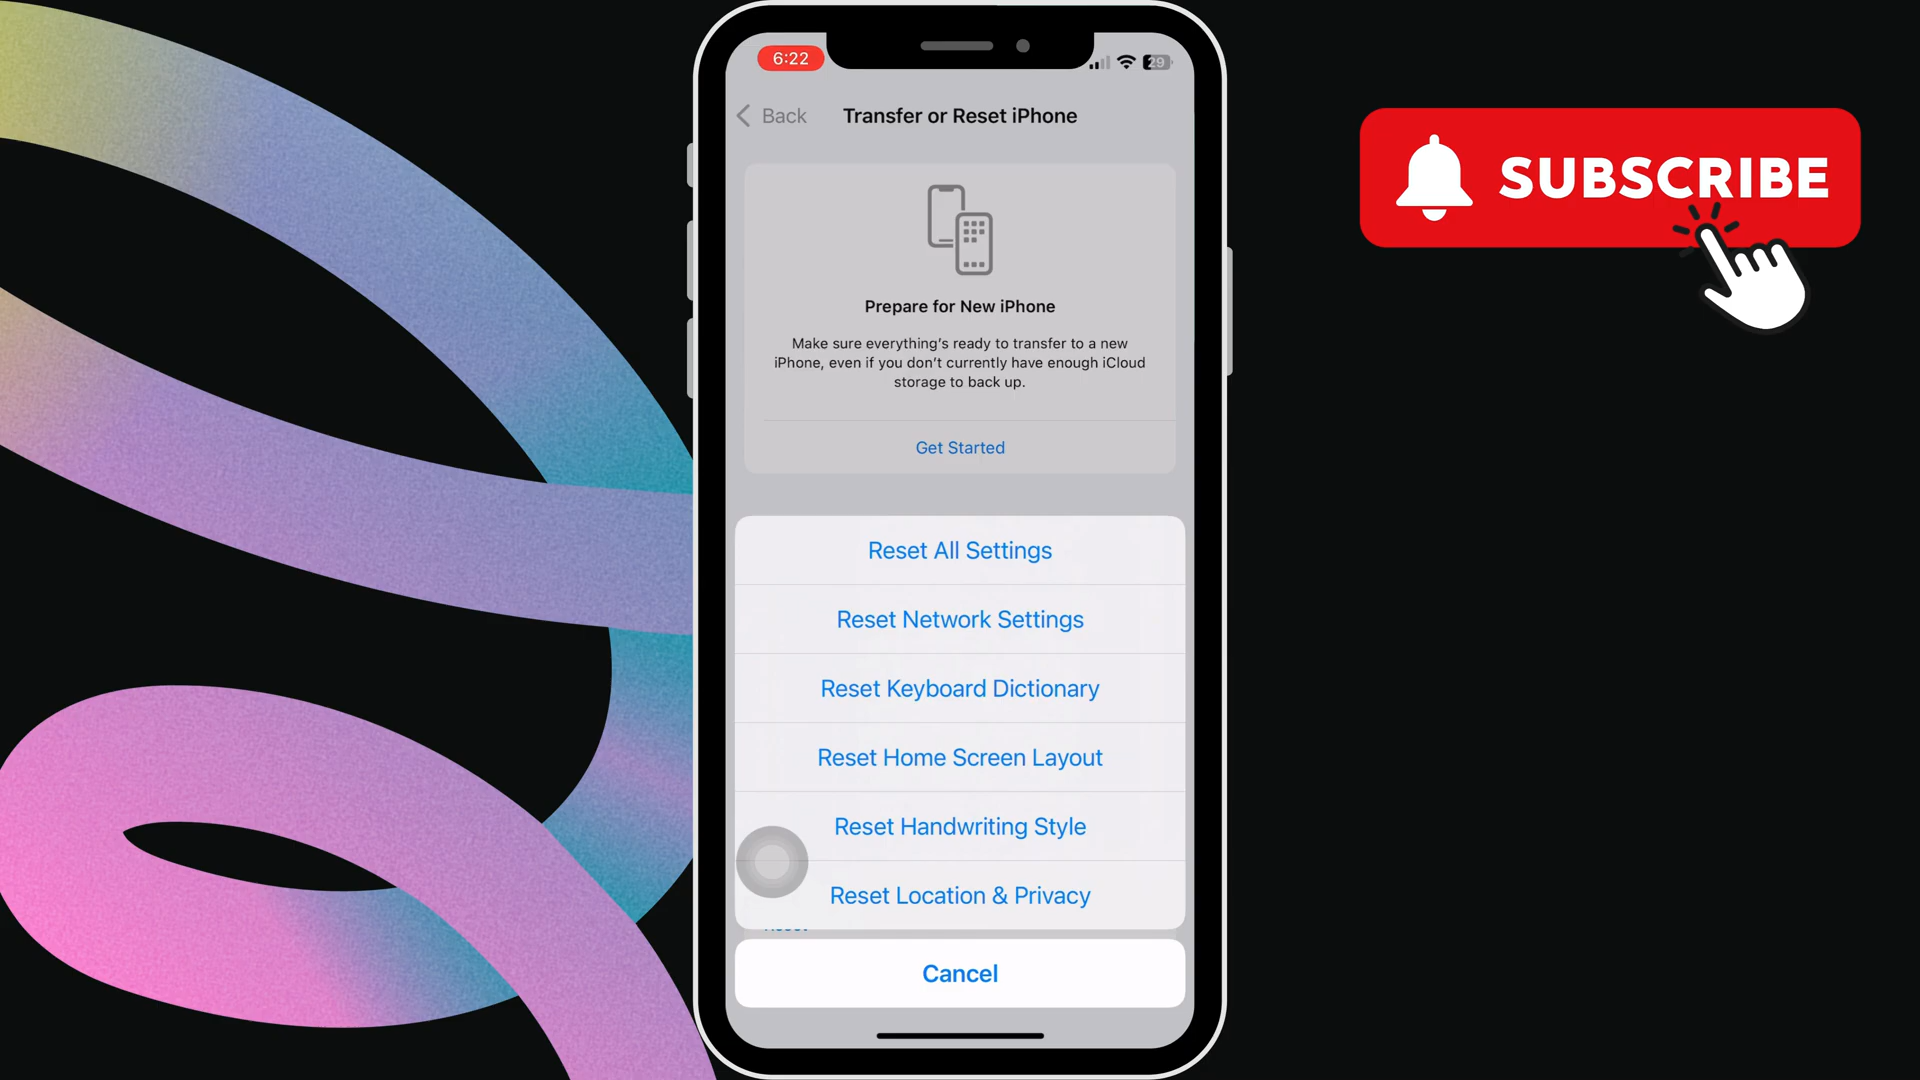 6:22
29
Back
Transfer or Reset iPhone
SUBSCRIBE
Prepare for New iPhone
Make sure everything's ready to transfer to a new
iPhone, even if you don't currently have enough iCloud
storage to back up.
Get Started
Reset All Settings
Reset Network Settings
Reset Keyboard Dictionary
Reset Home Screen Layout
Reset Handwriting Style
Reset Location & Privacy
Cancel